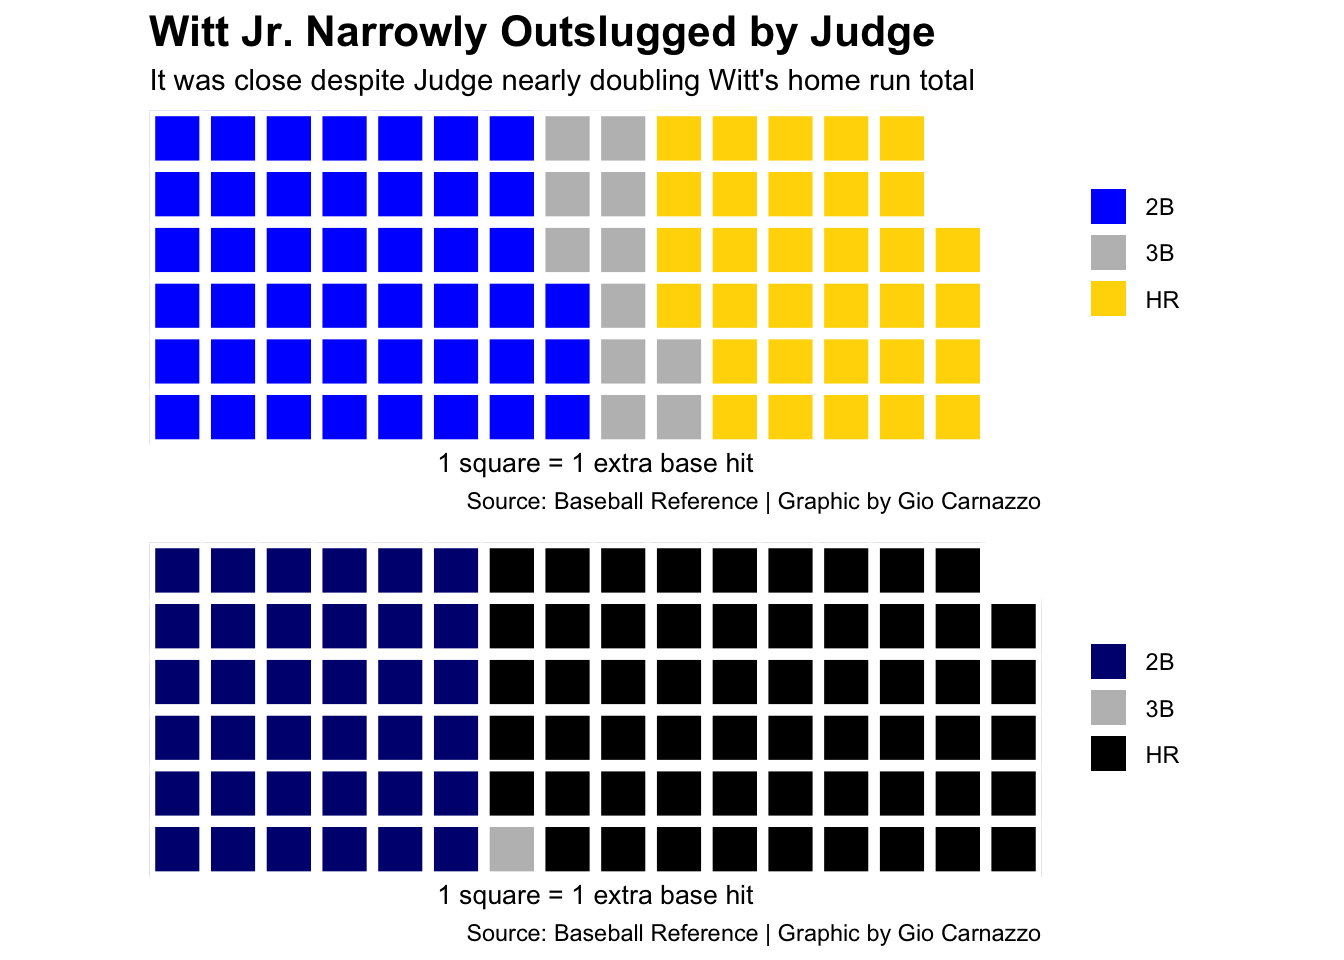 Witt Jr. Narrowly Outslugged by Judge
It was close despite Judge nearly doubling Witt's home run total
2B
3B
HR
1 square = 1 extra base hit
Source: Baseball Reference | Graphic by Gio Carnazzo
2B
3B
HR
1 square = 1 extra base hit
Source: Baseball Reference | Graphic by Gio Carnazzo